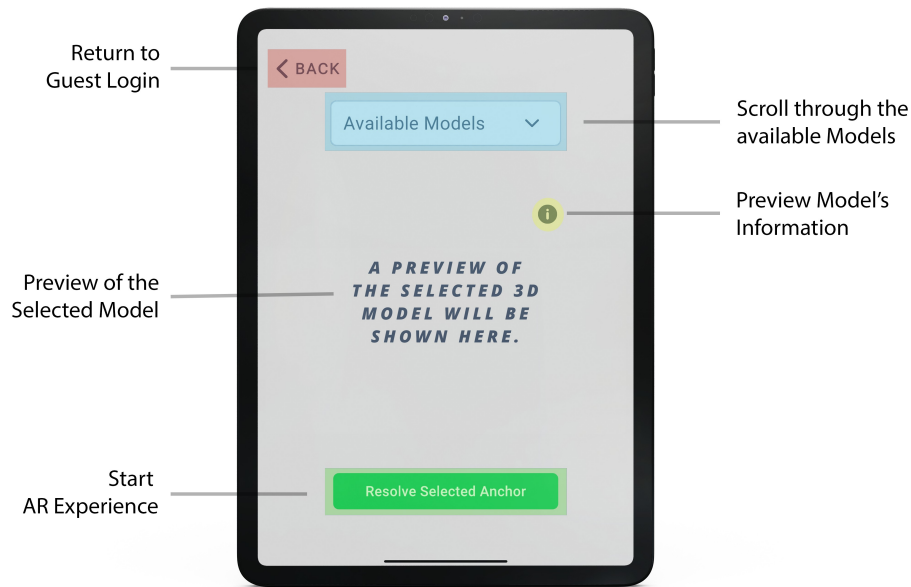 Return to
Guest Login
BACK
Available Models
Scroll through the
available Models
Preview Model's
Information
Preview of the
Selected Model
A PREVIEW OF
THE SELECTED 3D
MODEL WILL BE
SHOWN HERE.
Start
AR Experience
Resolve Selected Anchor